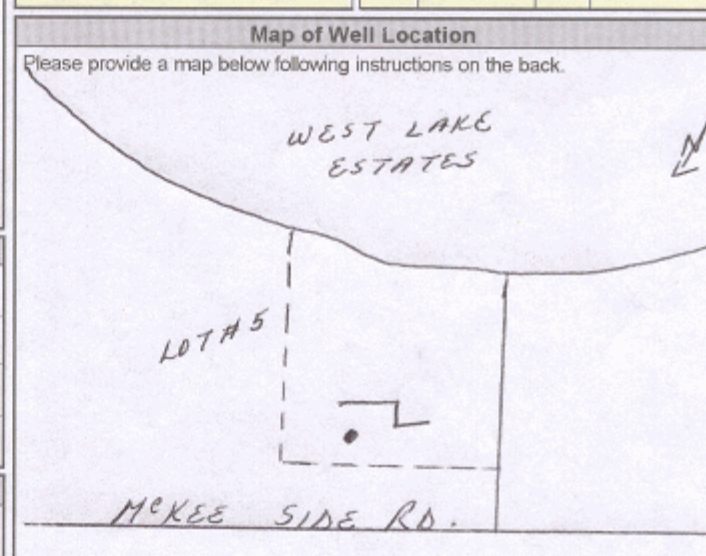 Map of Well Location
Please provide a map below following instructions on the back.
WEST LAKE
ESTATES
N
LOT #5
McKEE SIDE RD.